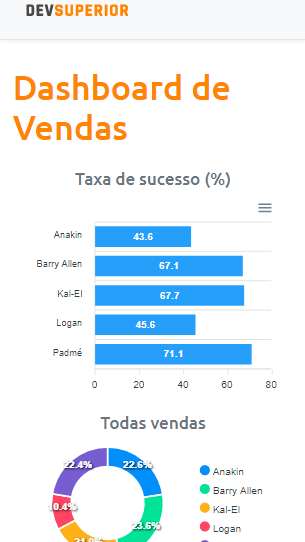 DEVSUPERIOR
Dashboard de
Vendas
Taxa de sucesso (%)
Anakin 43.6
Barry Allen 67.1
Kal-El 67.7
Logan 45.6
Padmé 71.1
0 20 40 60 80
Todas vendas
22.4% 22.6%
Anakin
Barry Allen
10.4%
Kal-El
23.6%
Logan